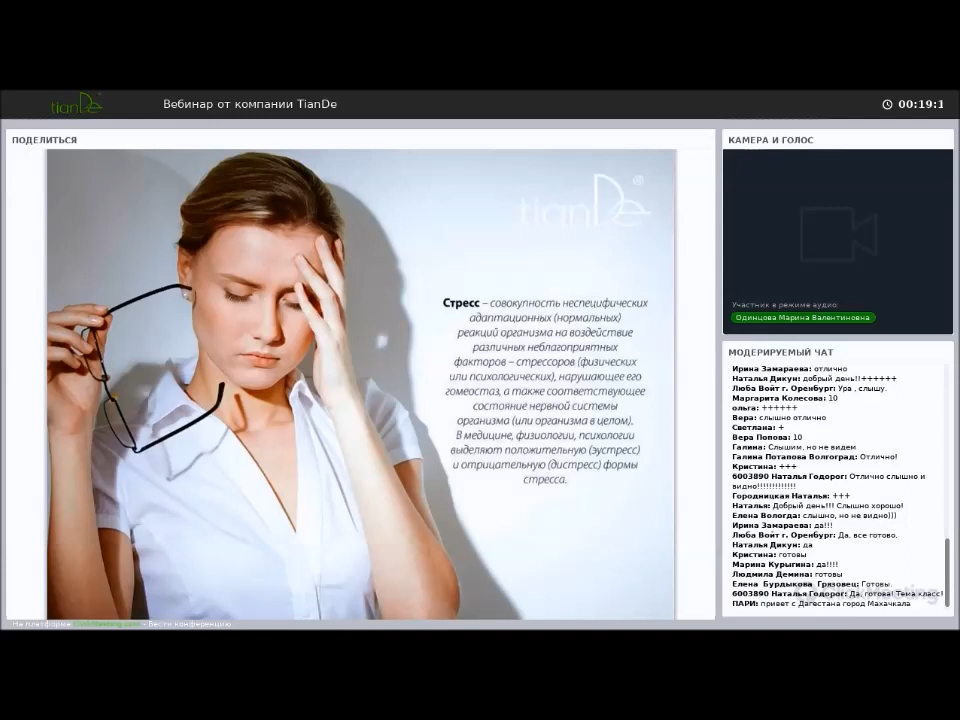 tianDe
Вебинар от компании TianDe
00:19:1
ПОДЕЛИТЬСЯ
КАМЕРА И ГОЛОС
tianDe®
Стресс – совокупность неспецифических
адаптационных (нормальных)
реакций организма на воздействие
различных неблагоприятных
факторов – стрессоров (физических
или психологических), нарушающее его
гомеостаз, а также соответствующее
состояние нервной системы
организма (или организма в целом).
В медицине, физиологии, психологии
выделяют положительную (эустресс)
и отрицательную (дистресс) формы
стресса.
Участник в режиме аудио:
Одинцова Марина Валентиновна
МОДЕРИРУЕМЫЙ ЧАТ
Ирина Замараева: отлично
Наталья Дикун: добрый день!!++++++
Люба Войт г. Оренбург: Ура , слышу.
Маргарита Колесова: 10
ольга: ++++++
Вера: слышно отлично
Светлана: +
Вера Попова: 10
Галина: Слышим, но не видем
Галина Потапова Волгоград: Отлично!
Кристина: +++
6003890 Наталья Годорог: Отлично слышно и
видно!!!!!!!!!!!!!
Городницкая Наталья: +++
Наталья: Добрый день!!! Слышно хорошо!
Елена Вологда: слышно, но не видно)))
Ирина Замараева: да!!!
Люба Войт г. Оренбург: Да, все готово.
Наталья Дикун: да
Кристина: готовы
Марина Курыгина: да!!!!
Людмила Демина: готовы
Елена Бурдыкова Грязовец: Готовы.
6003890 Наталья Годорог: Да, готова! Тема класс!
ПАРИ: привет с Дагестана город Махачкала
На платформе - Вести конференцию